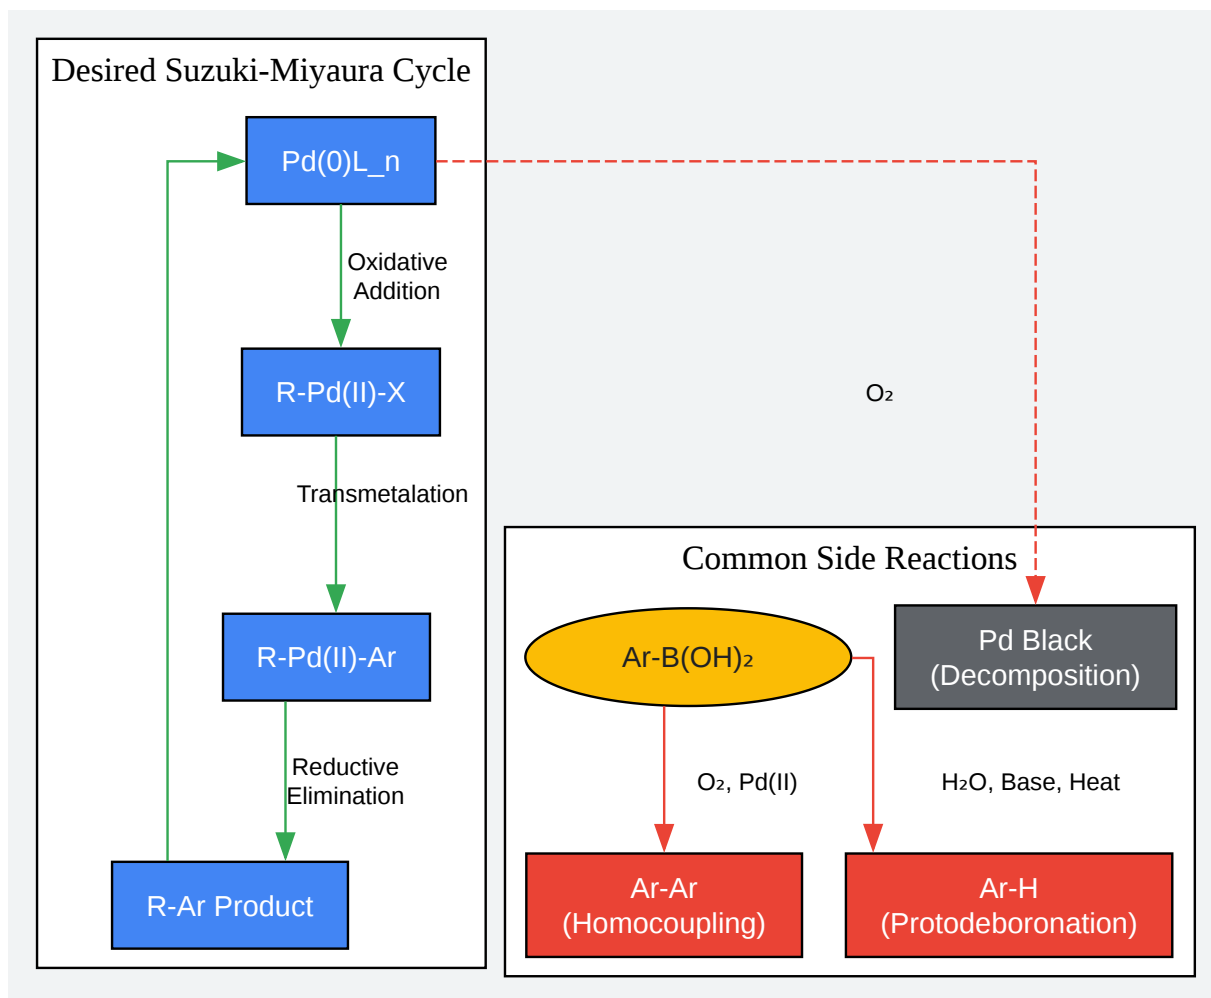 Desired Suzuki-Miyaura Cycle
Pd(0)L_n
Oxidative
Addition
R-Pd(II)-X
Transmetalation
R-Pd(II)-Ar
Reductive
Elimination
R-Ar Product
O₂
Common Side Reactions
Ar-B(OH)₂
Pd Black
(Decomposition)
O₂, Pd(II)
H₂O, Base, Heat
Ar-Ar
(Homocoupling)
Ar-H
(Protodeboronation)